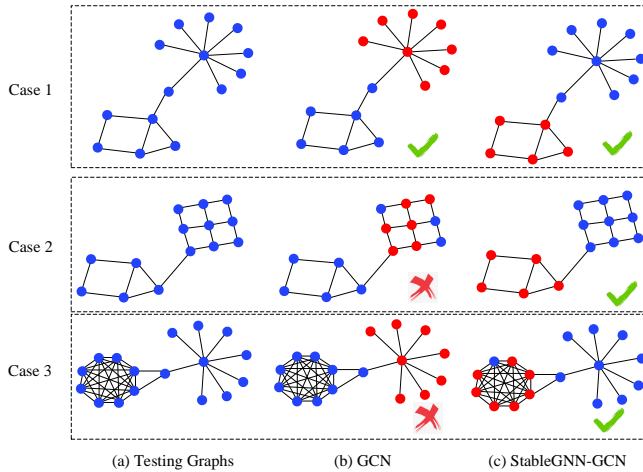 Case 1
Case 2
Case 3
(a) Testing Graphs
(b) GCN
(c) StableGNN-GCN